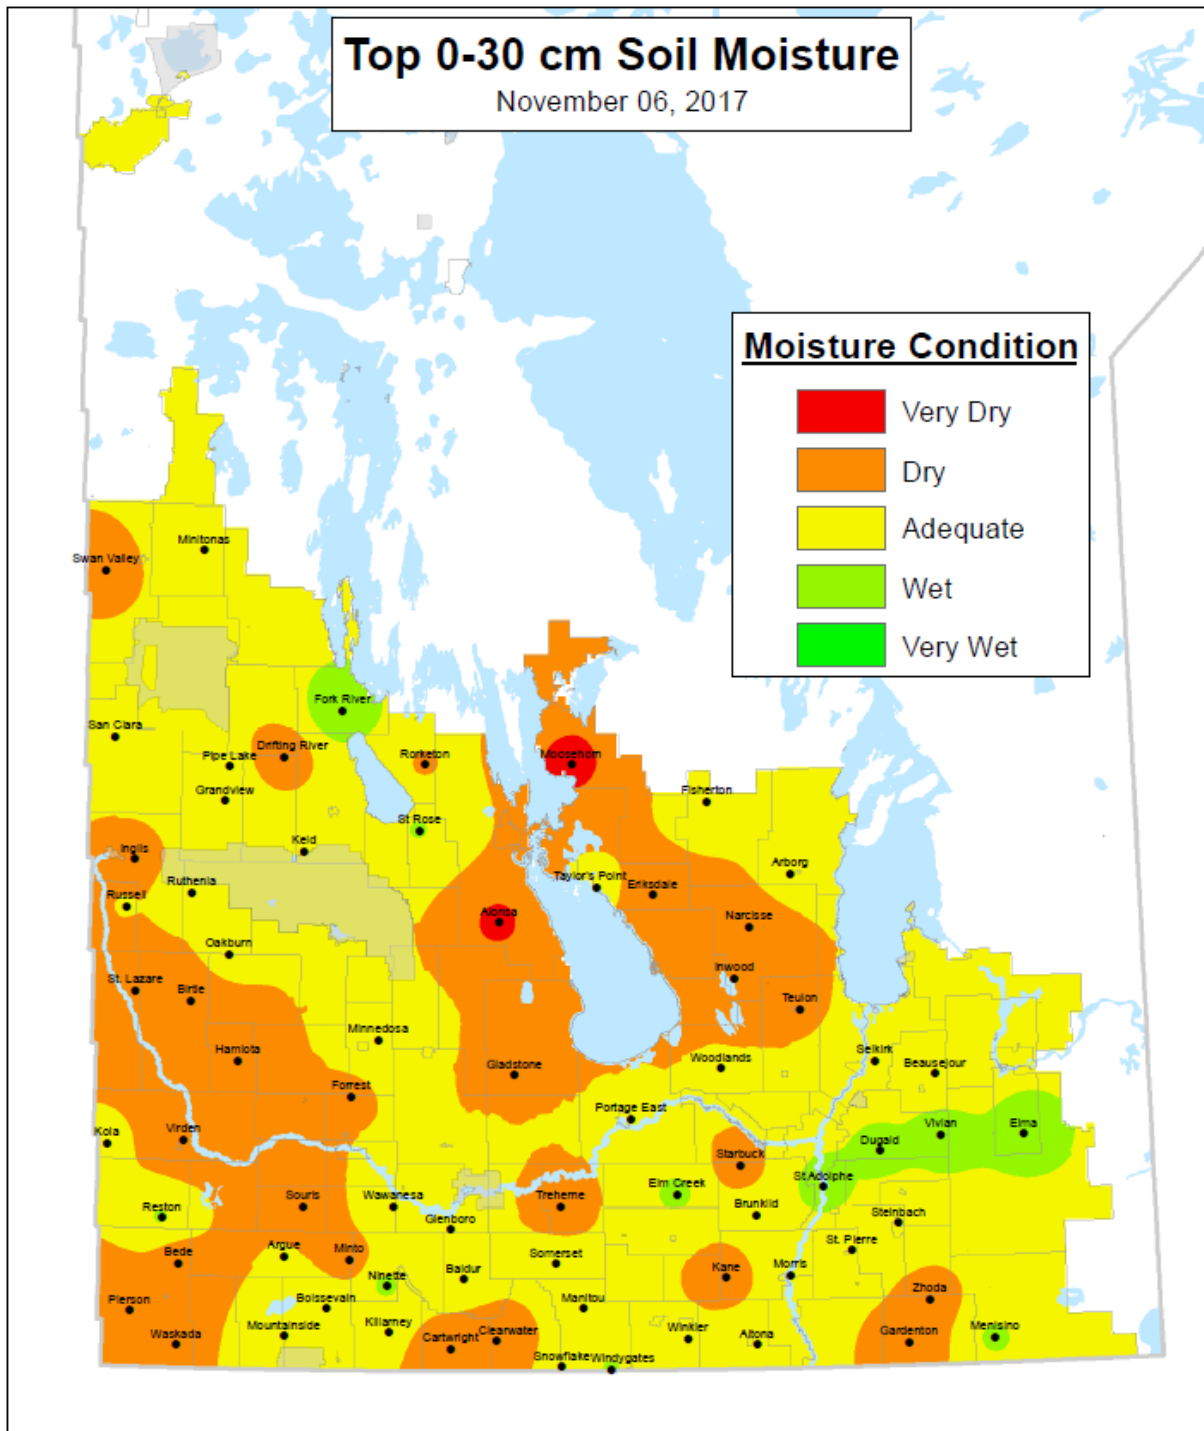 Top 0-30 cm Soil Moisture
November 06, 2017
Moisture Condition
Very Dry
Dry
Adequate
Wet
Very Wet
Minitonas
Swan Valley
Fork River
San Clara
Drifting River
Pipe Lake
Rorketon
Moosehorn
Grandview
Fisherton
St Rose
Keld
Inglis
Arborg
Ruthenia
Taylor's Point
Eriksdale
Russell
Alonsa
Narcisse
Oakburn
St. Lazare
Birtle
Inwood
Teulon
Minnedosa
Hamiota
Gladstone
Woodlands
Selkirk
Beausejour
Forrest
Portage East
Kola
Virden
Vivian
Elma
Dugald
Starbuck
St Adolphe
Souris
Wawanesa
Treherne
Elm Creek
Reston
Glenboro
Brunkild
Steinbach
Bede
Argue
Minto
Somerset
St. Pierre
Ninette
Baldur
Kane
Morris
Zhoda
Pierson
Boissevain
Manitou
Waskada
Mountainside
Killarney
Cartwright
Clearwater
Winkler
Altona
Gardenton
Menisino
Snowflake
Windygates